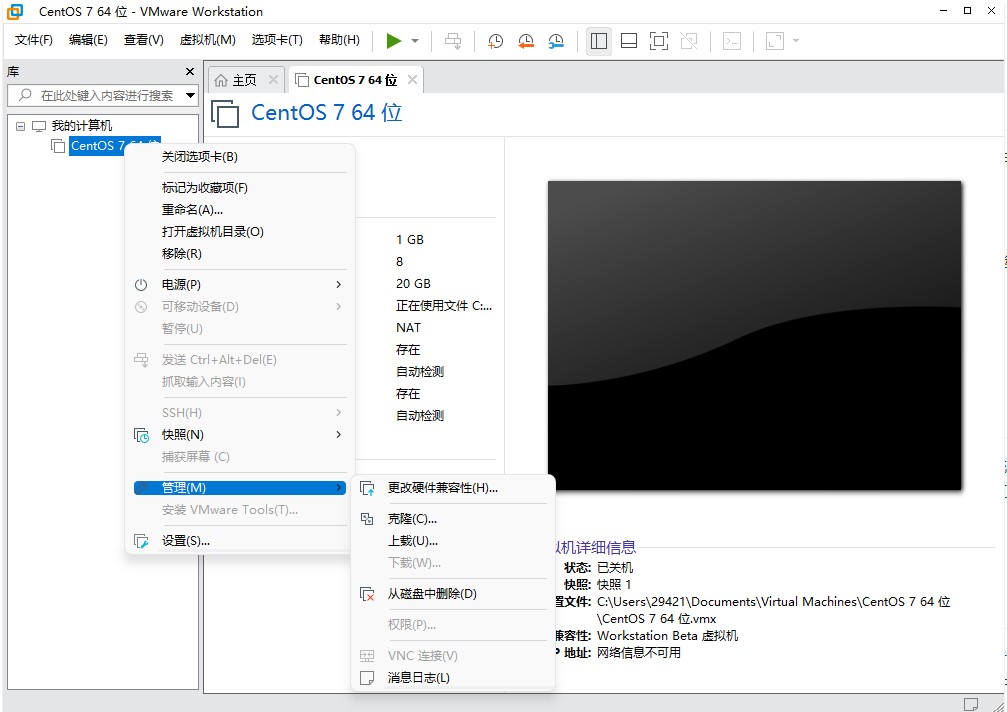 CentOS 7 64 位 - VMware Workstation
文件(F) 编辑(E) 查看(V) 虚拟机(M) 选项卡(T) 帮助(H)
库
在此处键入内容进行搜索
我的计算机
CentOS 7 64 位
主页
CentOS 7 64 位
CentOS 7 64 位
关闭选项卡(B)
标记为收藏项(F)
重命名(A)...
打开虚拟机目录(O)
移除(R)
电源(P)
可移动设备(D)
暂停(U)
发送 Ctrl+Alt+Del(E)
抓取输入内容(I)
SSH(H)
快照(N)
捕获屏幕 (C)
管理(M)
安装 VMware Tools(T)...
设置(S)...
1 GB
8
20 GB
正在使用文件 C:...
NAT
存在
自动检测
存在
自动检测
更改硬件兼容性(H)...
克隆(C)...
上载(U)...
下载(W)...
从磁盘中删除(D)
权限(P)...
VNC 连接(V)
消息日志(L)
拟机详细信息
状态: 已关机
快照: 快照 1
置文件: C:\Users\29421\Documents\Virtual Machines\CentOS 7 64 位
\CentOS 7 64 位.vmx
兼容性: Workstation Beta 虚拟机
P 地址: 网络信息不可用